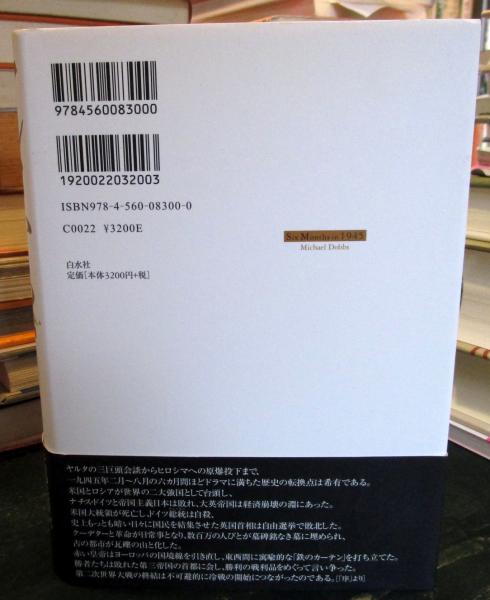 9784560083000
1920022032003
ISBN978-4-560-08300-0
C0022 ¥3200E
Six Months in 1945
Michael Dobbs
白水社
定価[本体3200円+税]
ヤルタの三巨頭会談からヒロシマへの原爆投下まで、
一九四五年二月〜八月の六カ月間ほどドラマに満ちた歴史の転換点は希有である。
米国とロシアが世界の二大強国として台頭し、
ナチス・ドイツと帝国主義日本は敗れ、大英帝国は経済崩壊の淵にあった。
米国大統領が死亡し、ドイツ総統は自殺、
史上もっとも暗い日々に国民を結集させた英国首相は自由選挙で敗北した。
クーデターと革命が日常事となり、数百万の人びとが墓碑銘なき墓に埋められ、
古の都市が瓦礫の山と化した。
赤い皇帝はヨーロッパの国境線を引き直し、東西間に寓喩的な「鉄のカーテン」を打ち立てた。
勝者たちは敗れた第三帝国の首都に会し、勝利の戦利品をめぐって言い争った。
第二次世界大戦の終結は不可避的に冷戦の開始につながったのである。[「序」より]